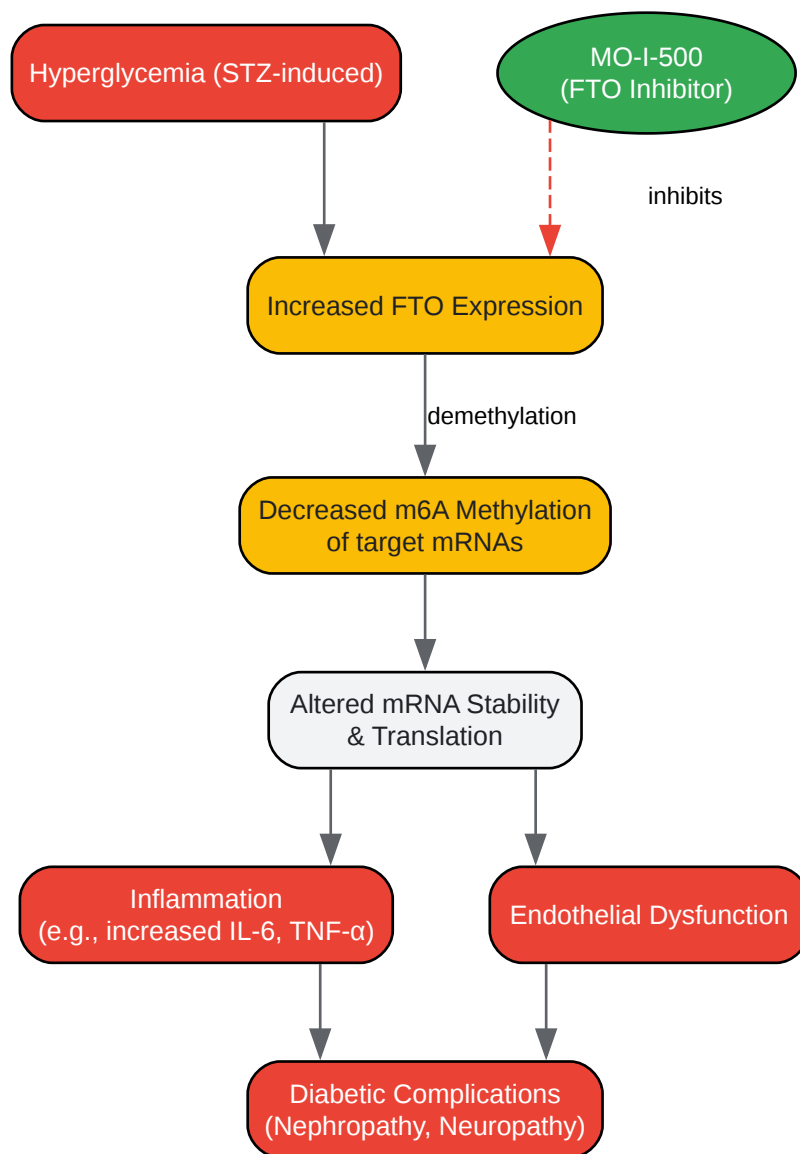 Hyperglycemia (STZ-induced)
MO-I-500
(FTO Inhibitor)
inhibits
Increased FTO Expression
demethylation
Decreased m6A Methylation
of target mRNAs
Altered mRNA Stability
& Translation
Inflammation
(e.g., increased IL-6, TNF-α)
Endothelial Dysfunction
Diabetic Complications
(Nephropathy, Neuropathy)